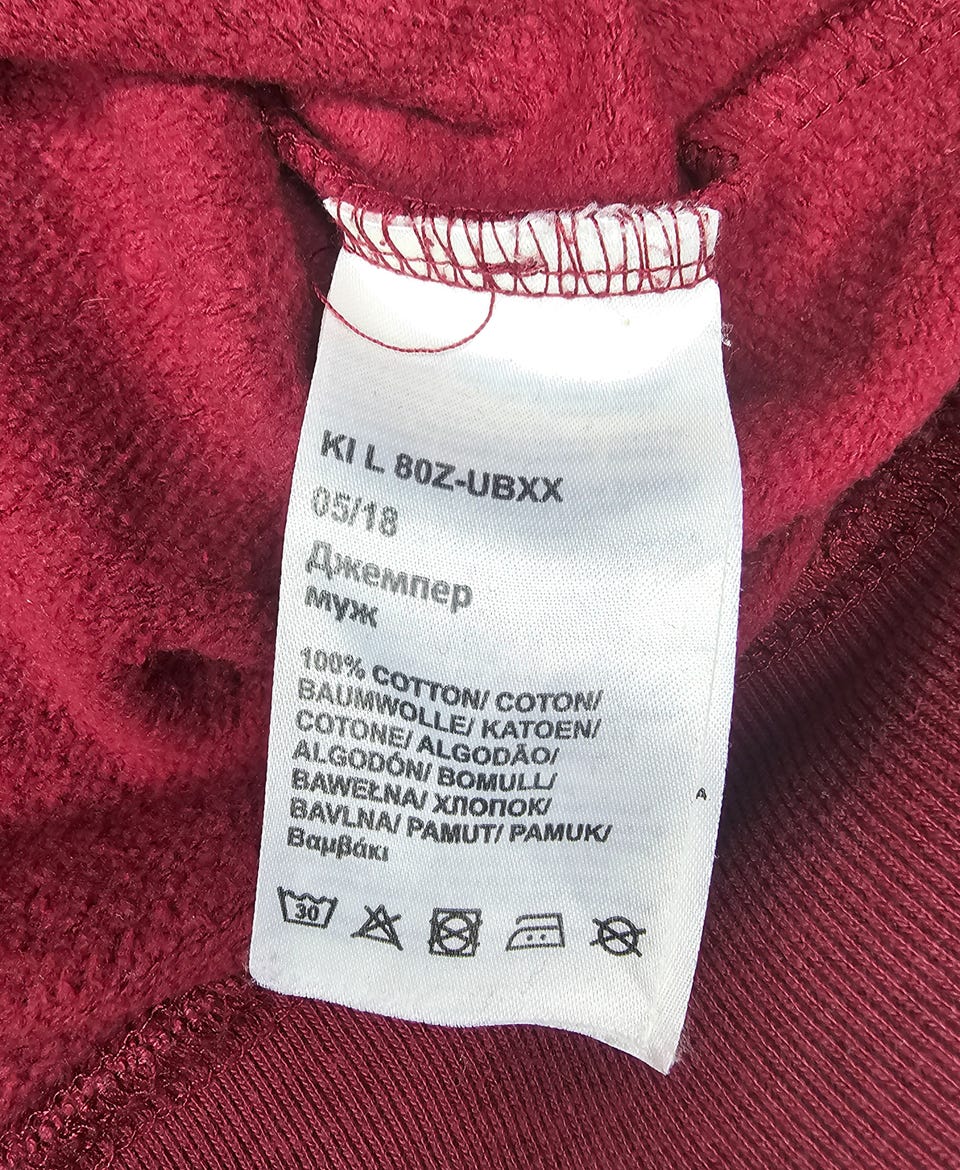 KI L 80Z-UBXX
05/18
Джемпер
муж
100% COTTON/ COTON/
BAUMWOLLE/ KATOEN/
COTONE/ ALGODÃO/
ALGODÓN/ BOMULL/
BAWEŁNA/ ХЛОПОК/
BAVLNA/ PAMUT/ PAMUK/
Βαμβάκι
A
30